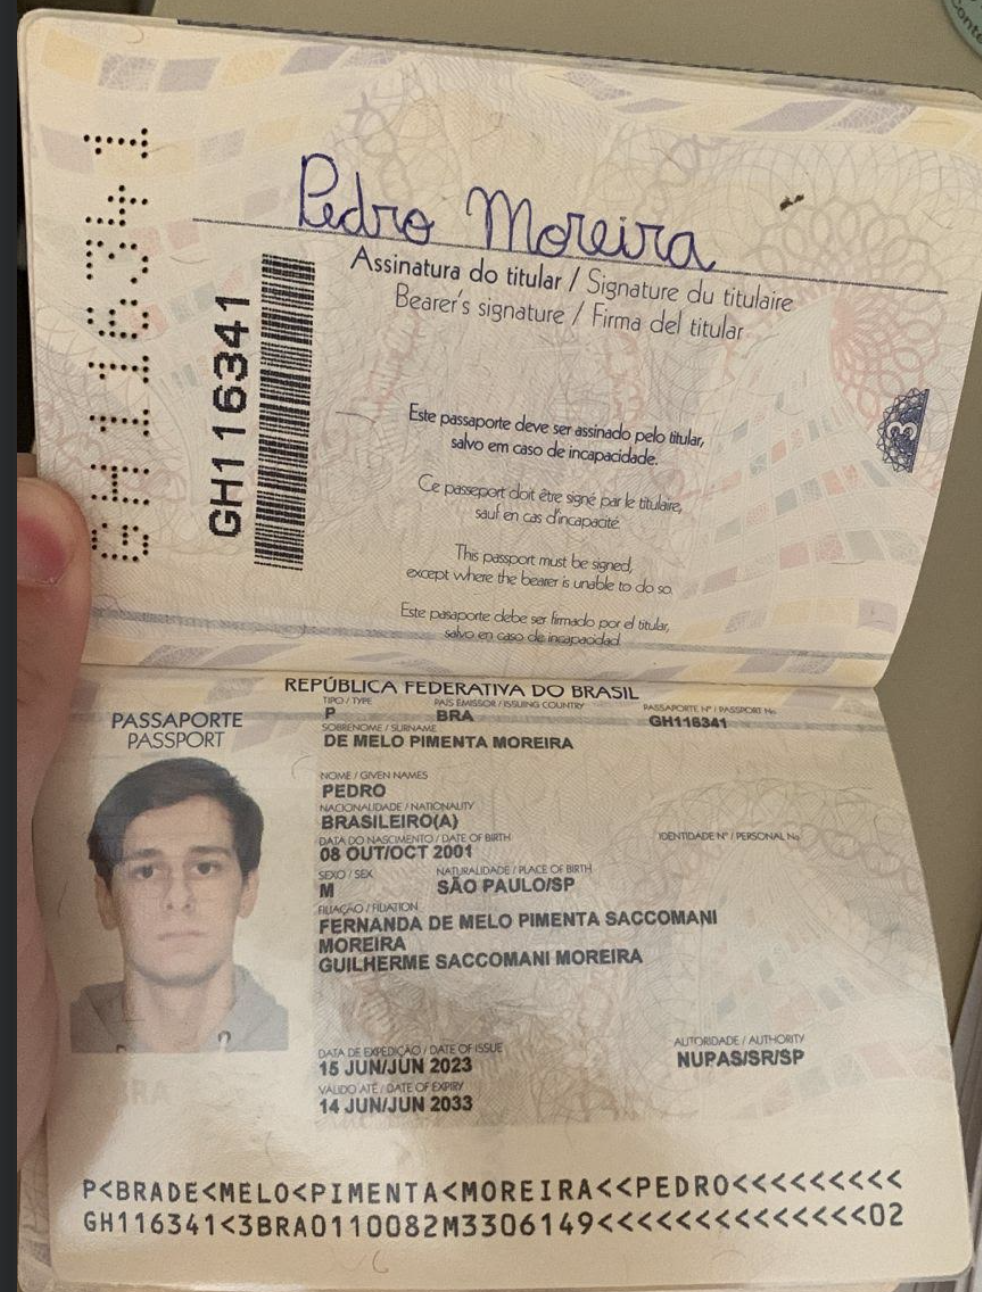 Conte
GH116341
GH116341
Pedro Moreira
Assinatura do titular / Signature du titulaire
Bearer's signature / Firma del titular
3
Este passaporte deve ser assinado pelo titular,
salvo em caso de incapacidade.
Ce passeport doit être signé par le titulaire,
sauf en cas d'incapacité.
This passport must be signed,
except where the bearer is unable to do so.
Este pasaporte debe ser firmado por el titular,
salvo en caso de incapacidad.
REPÚBLICA FEDERATIVA DO BRASIL
PASSAPORTE
PASSPORT
TIPO / TYPE PAÍS EMISSOR / ISSUING COUNTRY PASSAPORTE Nº / PASSPORT No.
P BRA GH116341
SOBRENOME / SURNAME
DE MELO PIMENTA MOREIRA
NOME / GIVEN NAMES
PEDRO
NACIONALIDADE / NATIONALITY
BRASILEIRO(A)
DATA DO NASCIMENTO / DATE OF BIRTH IDENTIDADE Nº / PERSONAL No.
08 OUT/OCT 2001
SEXO / SEX NATURALIDADE / PLACE OF BIRTH
M SÃO PAULO/SP
FILIAÇÃO / FILIATION
FERNANDA DE MELO PIMENTA SACCOMANI
MOREIRA
GUILHERME SACCOMANI MOREIRA
DATA DE EXPEDIÇÃO / DATE OF ISSUE AUTORIDADE / AUTHORITY
15 JUN/JUN 2023 NUPAS/SR/SP
VÁLIDO ATÉ / DATE OF EXPIRY
14 JUN/JUN 2033
P<BRADE<MELO<PIMENTA<MOREIRA<<PEDRO<<<<<<<<<
GH116341<3BRA0110082M3306149<<<<<<<<<<<<<<02